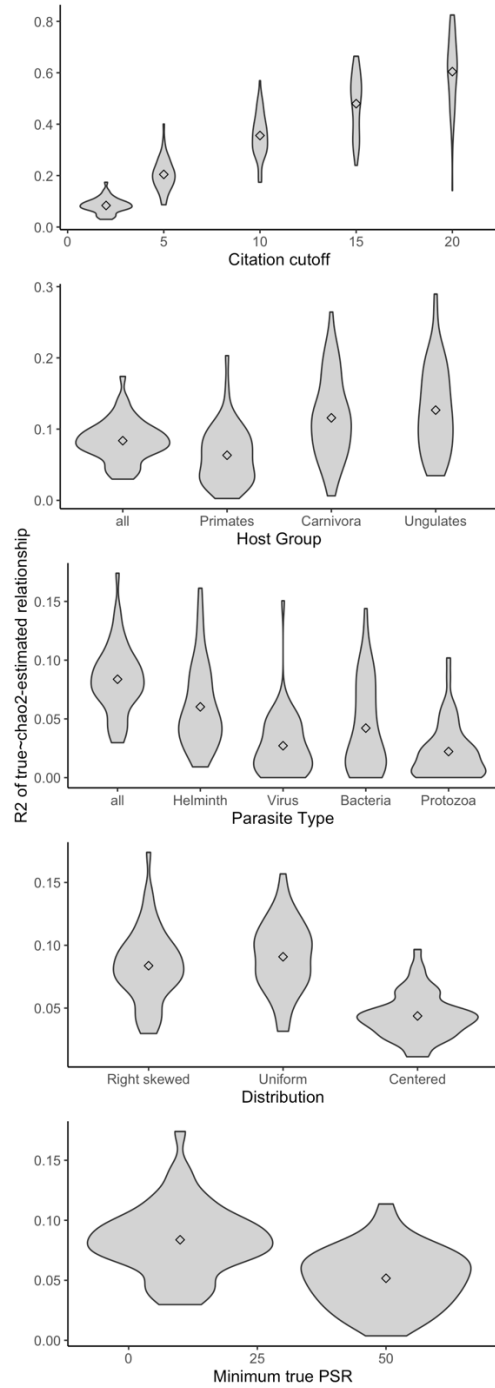 0.8
0.6
0.4
0.2
0.0
0 5 10 15 20
Citation cutoff
0.3
0.2
0.1
0.0
all Primates Carnivora Ungulates
Host Group
R2 of true~chao2-estimated relationship
0.15
0.10
0.05
0.00
all Helminth Virus Bacteria Protozoa
Parasite Type
0.15
0.10
0.05
Right skewed Uniform Centered
Distribution
0.15
0.10
0.05
0.00
0 25 50
Minimum true PSR